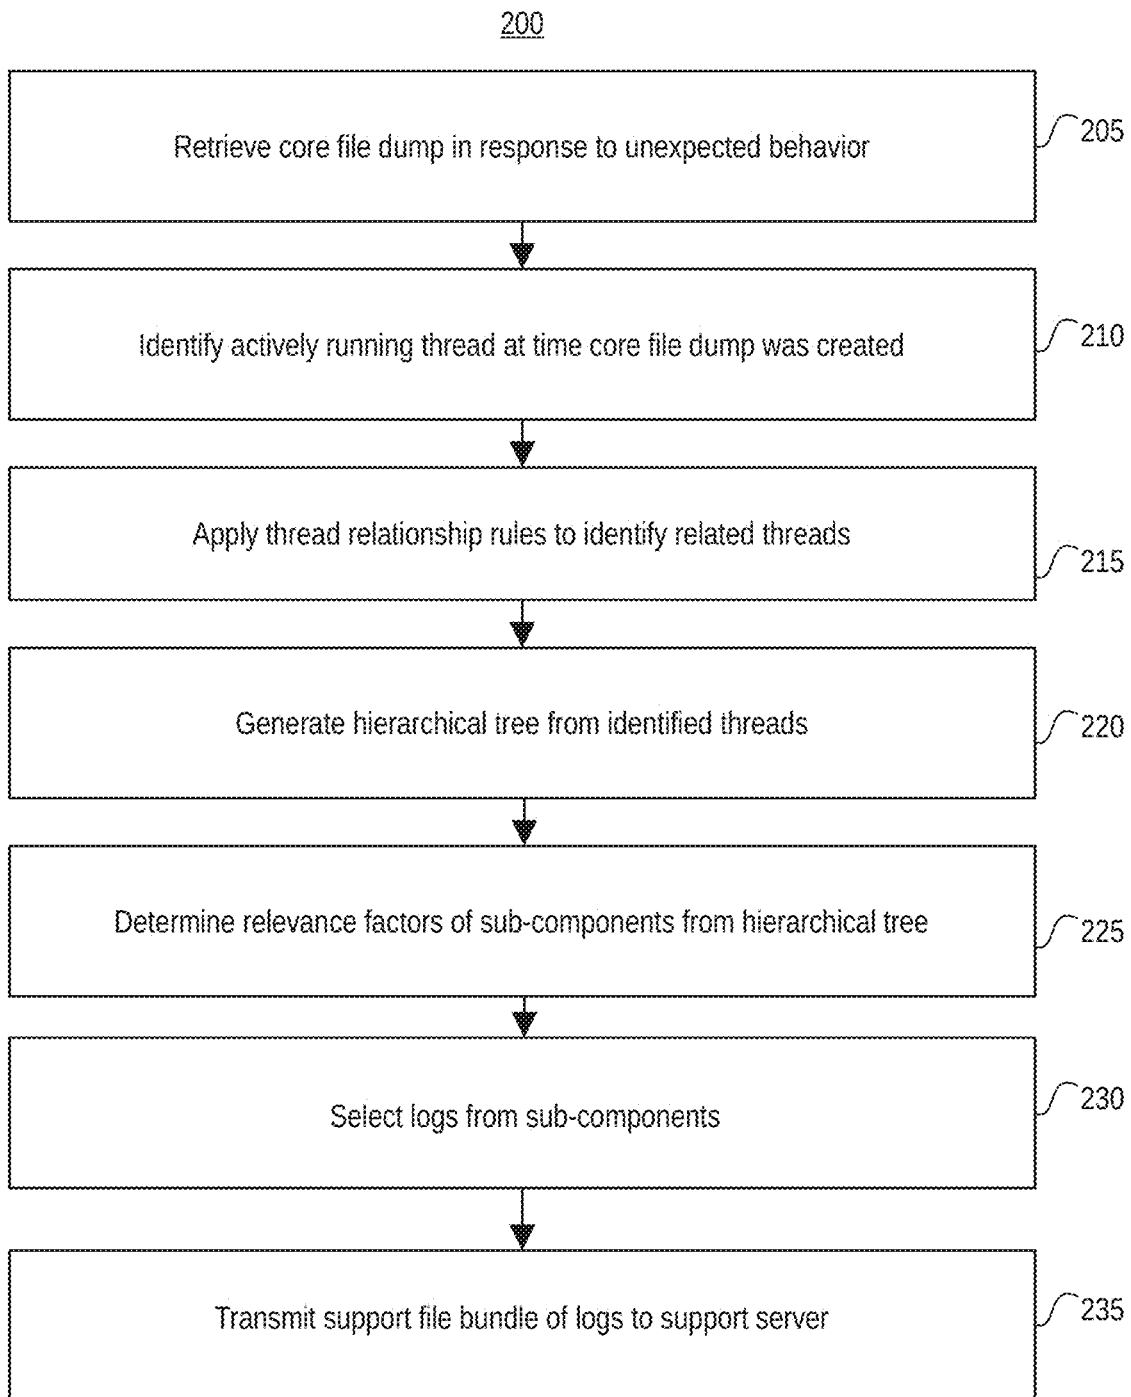 200
Retrieve core file dump in response to unexpected behavior
205
Identify actively running thread at time core file dump was created
210
Apply thread relationship rules to identify related threads
215
Generate hierarchical tree from identified threads
220
Determine relevance factors of sub-components from hierarchical tree
225
Select logs from sub-components
230
Transmit support file bundle of logs to support server
235